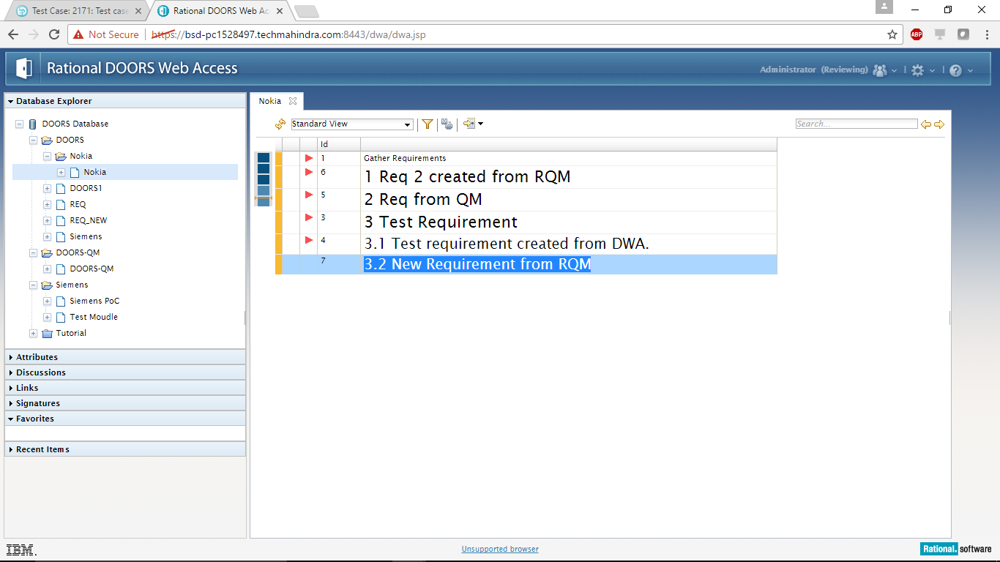 Test Case: 2171: Test case
Rational DOORS Web Acc
Not Secure
https://bsd-pc1528497.techmahindra.com:8443/dwa/dwa.jsp
ABP
Rational DOORS Web Access
Administrator (Reviewing)
Database Explorer
DOORS Database
DOORS
Nokia
Nokia
DOORS1
REQ
REQ_NEW
Siemens
DOORS-QM
DOORS-QM
Siemens
Siemens PoC
Test Moudle
Tutorial
Attributes
Discussions
Links
Signatures
Favorites
Recent Items
Nokia
Standard View
Search...
Id
1 Gather Requirements
6 1 Req 2 created from RQM
5 2 Req from QM
3 3 Test Requirement
4 3.1 Test requirement created from DWA.
7 3.2 New Requirement from RQM
IBM.
Unsupported browser
Rational. software